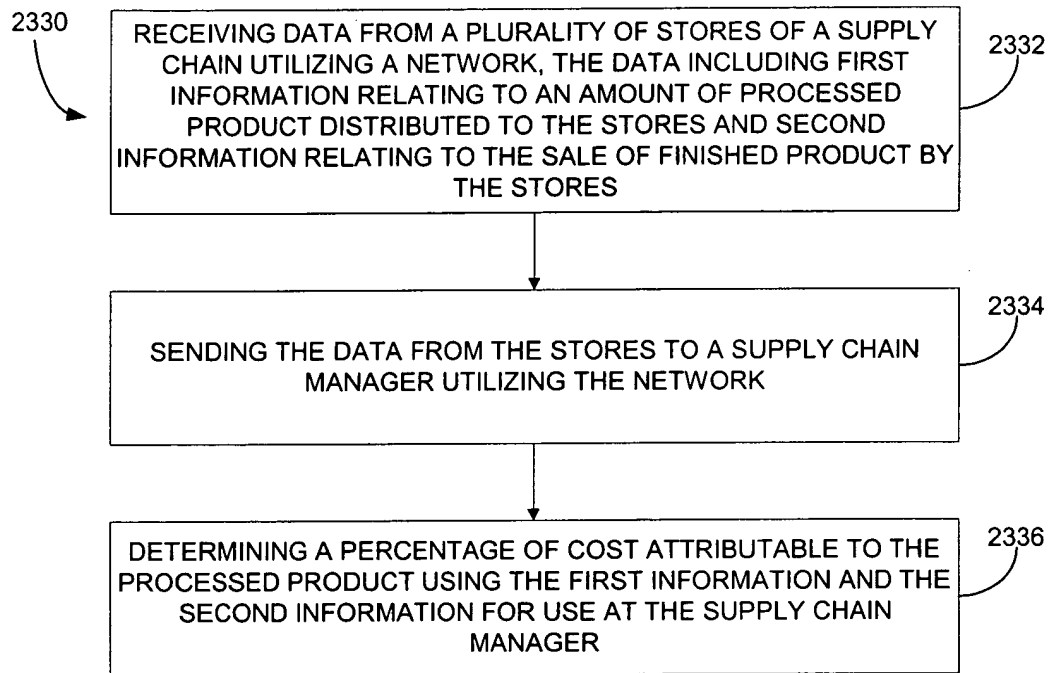 2330
RECEIVING DATA FROM A PLURALITY OF STORES OF A SUPPLY
CHAIN UTILIZING A NETWORK, THE DATA INCLUDING FIRST
INFORMATION RELATING TO AN AMOUNT OF PROCESSED
PRODUCT DISTRIBUTED TO THE STORES AND SECOND
INFORMATION RELATING TO THE SALE OF FINISHED PRODUCT BY
THE STORES
2332
SENDING THE DATA FROM THE STORES TO A SUPPLY CHAIN
MANAGER UTILIZING THE NETWORK
2334
DETERMINING A PERCENTAGE OF COST ATTRIBUTABLE TO THE
PROCESSED PRODUCT USING THE FIRST INFORMATION AND THE
SECOND INFORMATION FOR USE AT THE SUPPLY CHAIN
MANAGER
2336